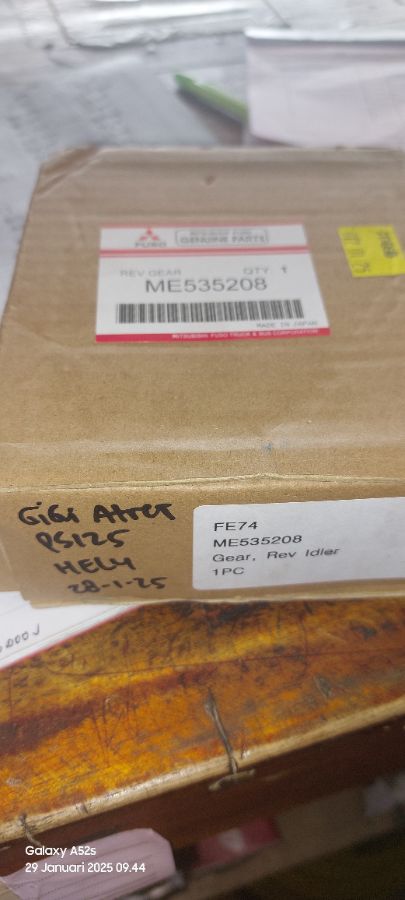 FUSO
GENUINE PARTS
REV GEAR QTY 1
ME535208
MADE IN JAPAN
MITSUBISHI FUSO TRUCK & BUS CORPORATION
GiGi Atret
PS125
HELY
28-1-25
FE74
ME535208
Gear, Rev Idler
1PC
Galaxy A52s
29 Januari 2025 09.44